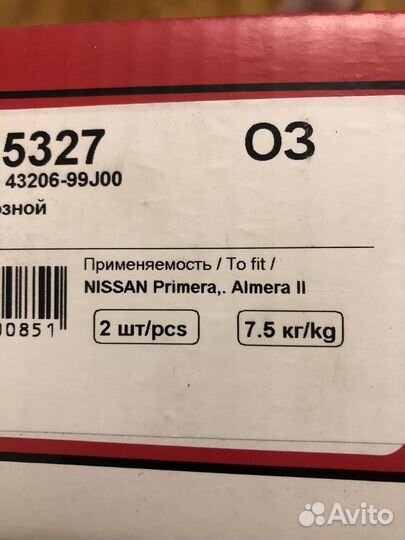 5327
O3
43206-99J00
Применяемость / To fit /
NISSAN Primera,. Almera II
2 шт/pcs
7.5 кг/kg
00851
Avito